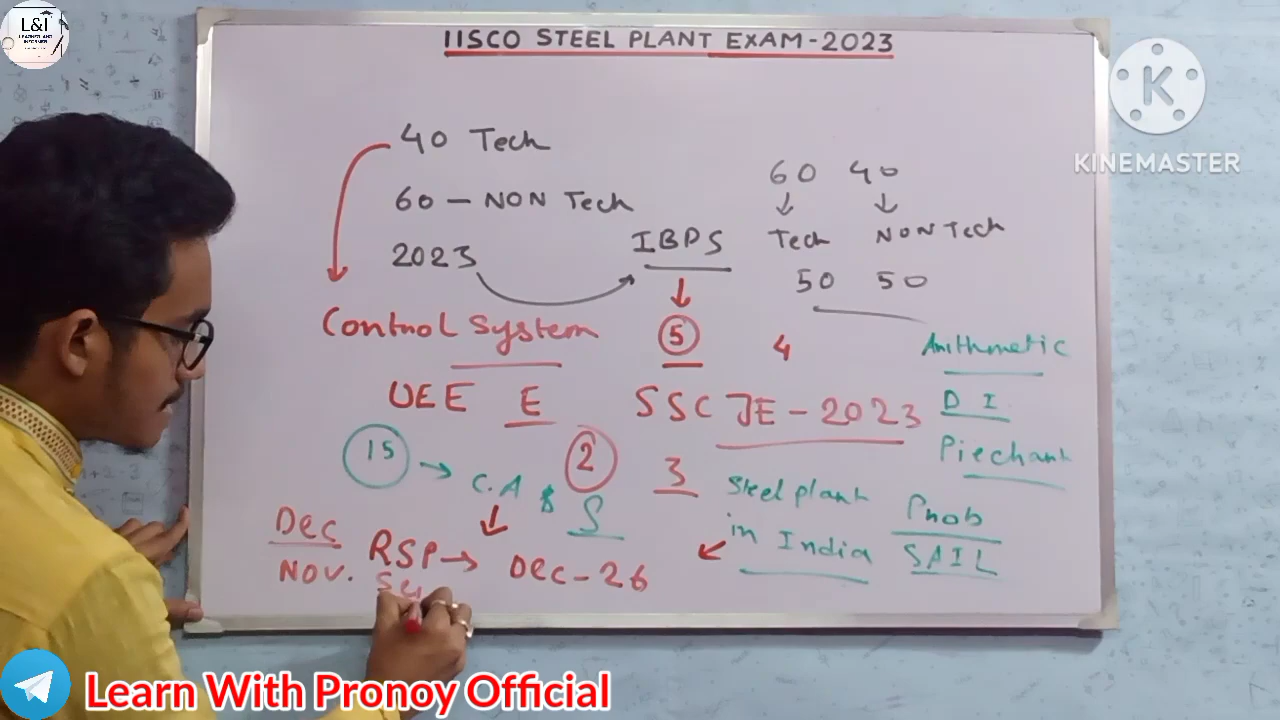 L&I
IISCO STEEL PLANT EXAM-2023
KINEMASTER
40 Tech
60 40
60 - NON Tech
Tech NON Tech
2023
IBPS
50 50
Control System
5
4
Arithmetic
UEE E
SSC JE - 2023
D I
15
2
3
Piechart
C.A & S
Steel plant
in India
Prob
SAIL
Dec
RSP → Dec - 26
Nov.
Learn With Pronoy Official